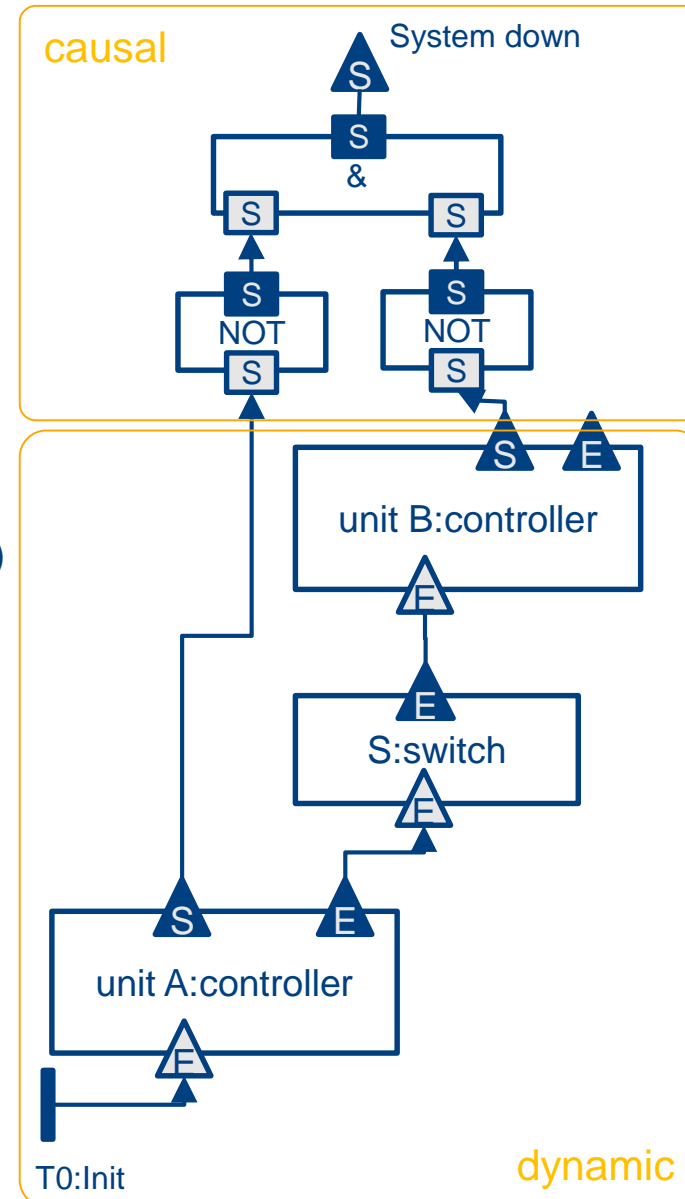 causal
System down
S
S
&
S
S
S
S
NOT
NOT
S
S
S
E
)
unit B:controller
E
E
S:switch
E
S
E
unit A:controller
E
T0:Init
dynamic